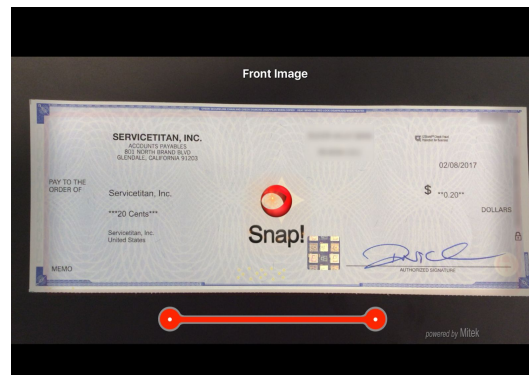 Front Image
SERVICETITAN, INC.
ACCOUNTS PAYABLES
801 NORTH BRAND BLVD
GLENDALE, CALIFORNIA 91203
02/08/2017
PAY TO THE
ORDER OF
Servicetitan, Inc.
$ **0.20**
***20 Cents***
DOLLARS
Servicetitan, Inc.
United States
Snap!
MEMO
AUTHORIZED SIGNATURE
powered by Mitek